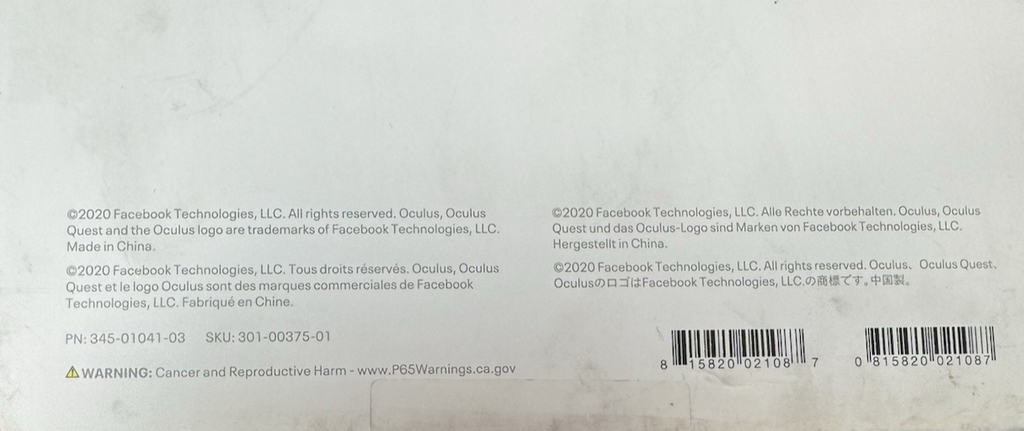 ©2020 Facebook Technologies, LLC. All rights reserved. Oculus, Oculus
Quest and the Oculus logo are trademarks of Facebook Technologies, LLC.
Made in China.
©2020 Facebook Technologies, LLC. Tous droits réservés. Oculus, Oculus
Quest et le logo Oculus sont des marques commerciales de Facebook
Technologies, LLC. Fabriqué en Chine.
©2020 Facebook Technologies, LLC. Alle Rechte vorbehalten. Oculus, Oculus
Quest und das Oculus-Logo sind Marken von Facebook Technologies, LLC.
Hergestellt in China.
©2020 Facebook Technologies, LLC. All rights reserved. Oculus、Oculus Quest、
OculusのロゴはFacebook Technologies, LLC.の商標です。中国製。
PN: 345-01041-03 SKU: 301-00375-01
WARNING: Cancer and Reproductive Harm - www.P65Warnings.ca.gov
8 15820 02108 7
0 815820 021087